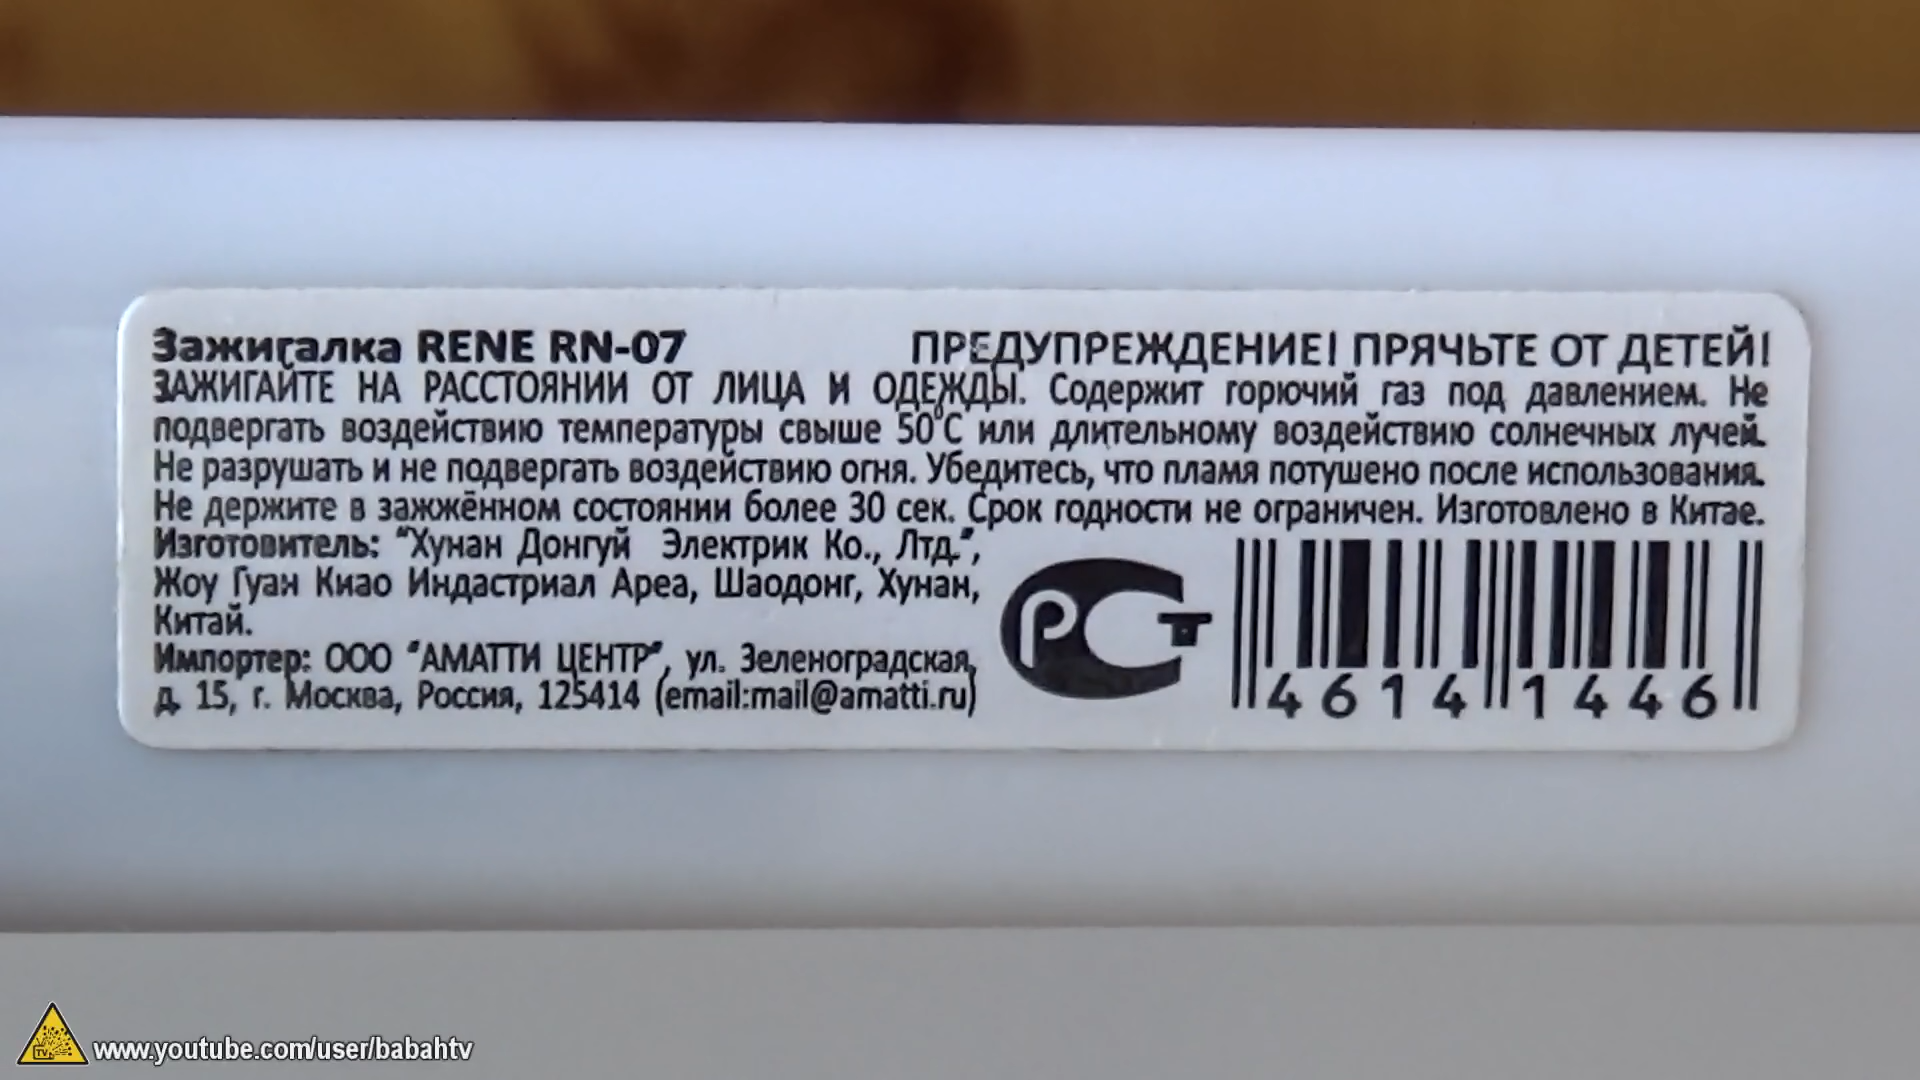 Зажигалка RENE RN-07 ПРЕДУПРЕЖДЕНИЕ! ПРЯЧЬТЕ ОТ ДЕТЕЙ!
ЗАЖИГАЙТЕ НА РАССТОЯНИИ ОТ ЛИЦА И ОДЕЖДЫ. Содержит горючий газ под давлением. Не
подвергать воздействию температуры свыше 50°С или длительному воздействию солнечных лучей.
Не разрушать и не подвергать воздействию огня. Убедитесь, что пламя потушено после использования.
Не держите в зажжённом состоянии более 30 сек. Срок годности не ограничен. Изготовлено в Китае.
Изготовитель: "Хунан Донгуй Электрик Ко., Лтд.",
Жоу Гуан Киао Индастриал Ареа, Шаодонг, Хунан,
Китай.
Импортер: ООО "АМАТТИ ЦЕНТР", ул. Зеленоградская,
д. 15, г. Москва, Россия, 125414 (email:mail@amatti.ru)
РСТ
4614 1446
TV www.youtube.com/user/babahtv